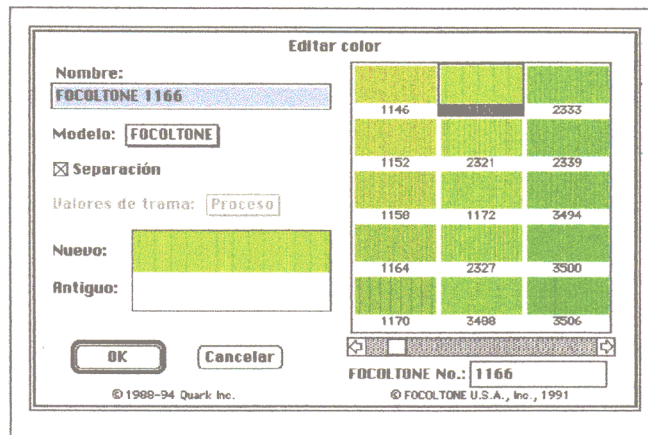 Editar color
Nombre:
FOCOLTONE 1166
Modelo: FOCOLTONE
Separación
Valores de trama: Proceso
Nuevo:
Antiguo:
OK
Cancelar
© 1988-94 Quark Inc.
1146
2333
1152
2321
2339
1158
1172
3494
1164
2327
3500
1170
3488
3506
FOCOLTONE No.: 1166
© FOCOLTONE U.S.A., Inc., 1991